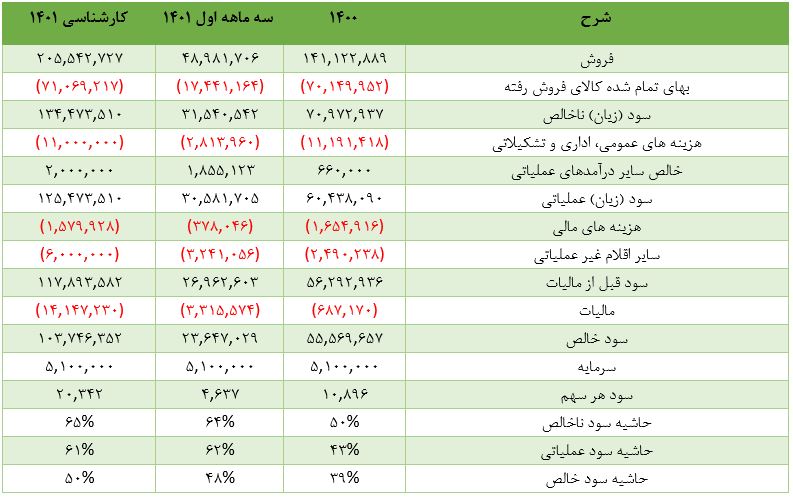 شرح ۱۴۰۰ سه ماهه اول ۱۴۰۱ کارشناسی ۱۴۰۱
فروش ۱۴۱,۱۲۲,۸۸۹ ۴۸,۹۸۱,۷۰۶ ۲۰۵,۵۴۲,۷۲۷
بهای تمام شده کالای فروش رفته (۷۰,۱۴۹,۹۵۲) (۱۷,۴۴۱,۱۶۴) (۷۱,۰۶۹,۲۱۷)
سود (زیان) ناخالص ۷۰,۹۷۲,۹۳۷ ۳۱,۵۴۰,۵۴۲ ۱۳۴,۴۷۳,۵۱۰
هزینه های عمومی, اداری و تشکیلاتی (۱۱,۱۹۱,۴۱۸) (۲,۸۱۳,۹۶۰) (۱۱,۰۰۰,۰۰۰)
خالص سایر درآمدهای عملیاتی ۶۶۰,۰۰۰ ۱,۸۵۵,۱۲۳ ۲,۰۰۰,۰۰۰
سود (زیان) عملیاتی ۶۰,۴۳۸,۰۹۰ ۳۰,۵۸۱,۷۰۵ ۱۲۵,۴۷۳,۵۱۰
هزینه های مالی (۱,۶۵۴,۹۱۶) (۳۷۸,۰۴۶) (۱,۵۷۹,۹۲۸)
سایر اقلام غیر عملیاتی (۲,۴۹۰,۲۳۸) (۳,۲۴۱,۰۵۶) (۶,۰۰۰,۰۰۰)
سود قبل از مالیات ۵۶,۲۹۲,۹۳۶ ۲۶,۹۶۲,۶۰۳ ۱۱۷,۸۹۳,۵۸۲
مالیات (۶۸۷,۱۷۰) (۳,۳۱۵,۵۷۴) (۱۴,۱۴۷,۲۳۰)
سود خالص ۵۵,۵۶۹,۶۵۷ ۲۳,۶۴۷,۰۲۹ ۱۰۳,۷۴۶,۳۵۲
سرمایه ۵,۱۰۰,۰۰۰ ۵,۱۰۰,۰۰۰ ۵,۱۰۰,۰۰۰
سود هر سهم ۱۰,۸۹۶ ۴,۶۳۷ ۲۰,۳۴۲
حاشیه سود ناخالص ۵۰% ۶۴% ۶۵%
حاشیه سود عملیاتی ۴۳% ۶۲% ۶۱%
حاشیه سود خالص ۳۹% ۴۸% ۵۰%